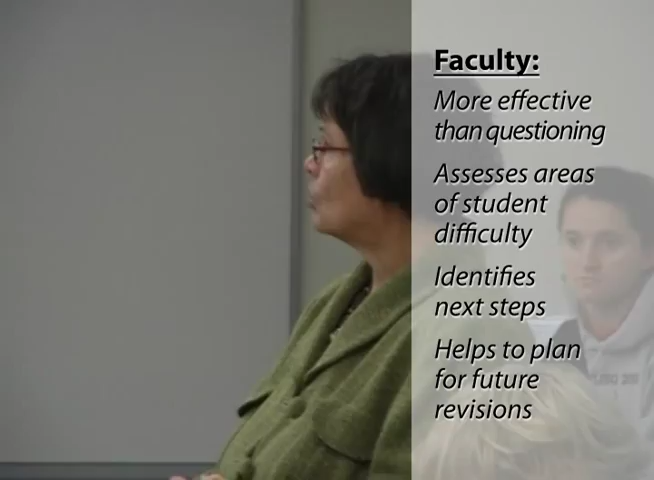 Faculty:
More effective
than questioning
Assesses areas
of student
difficulty
Identifies
next steps
Helps to plan
for future
revisions